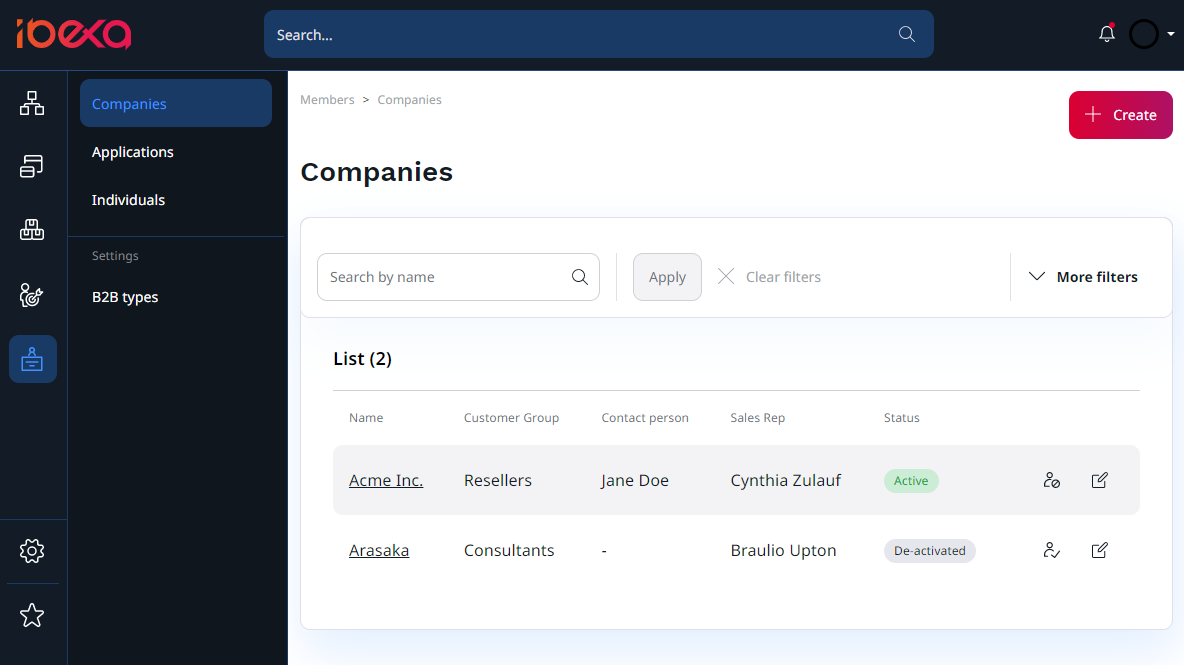 ibexa
Search...
Companies
Applications
Individuals
Settings
B2B types
Members > Companies
Create
Companies
Search by name
Apply
Clear filters
More filters
List (2)
Name Customer Group Contact person Sales Rep Status
Acme Inc. Resellers Jane Doe Cynthia Zulauf Active
Arasaka Consultants - Braulio Upton De-activated